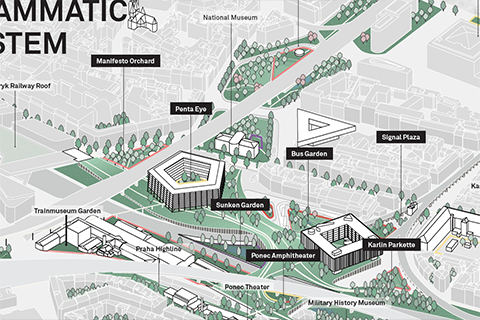 AMMATIC
STEM
National Museum
Manifesto Orchard
ryk Railway Roof
Penta Eye
Signal Plaza
Bus Garden
Ka
Sunken Garden
Trainmuseum Garden
Praha Highline
Karlin Parkette
Ponec Amphitheater
Ponec Theater
Military History Museum